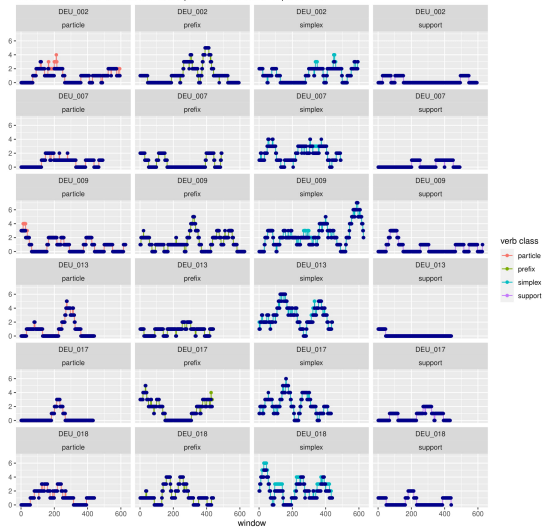 DEU_002 DEU_002 DEU_002 DEU_002
particle prefix simplex support
6
4
2
0
DEU_007 DEU_007 DEU_007 DEU_007
particle prefix simplex support
6
4
2
0
DEU_009 DEU_009 DEU_009 DEU_009
particle prefix simplex support
6
4
2
0
DEU_013 DEU_013 DEU_013 DEU_013
particle prefix simplex support
6
4
2
0
DEU_017 DEU_017 DEU_017 DEU_017
particle prefix simplex support
6
4
2
0
DEU_018 DEU_018 DEU_018 DEU_018
particle prefix simplex support
6
4
2
0
0 200 400 600 0 200 400 600 0 200 400 600 0 200 400 600
window
verb class
particle
prefix
simplex
support